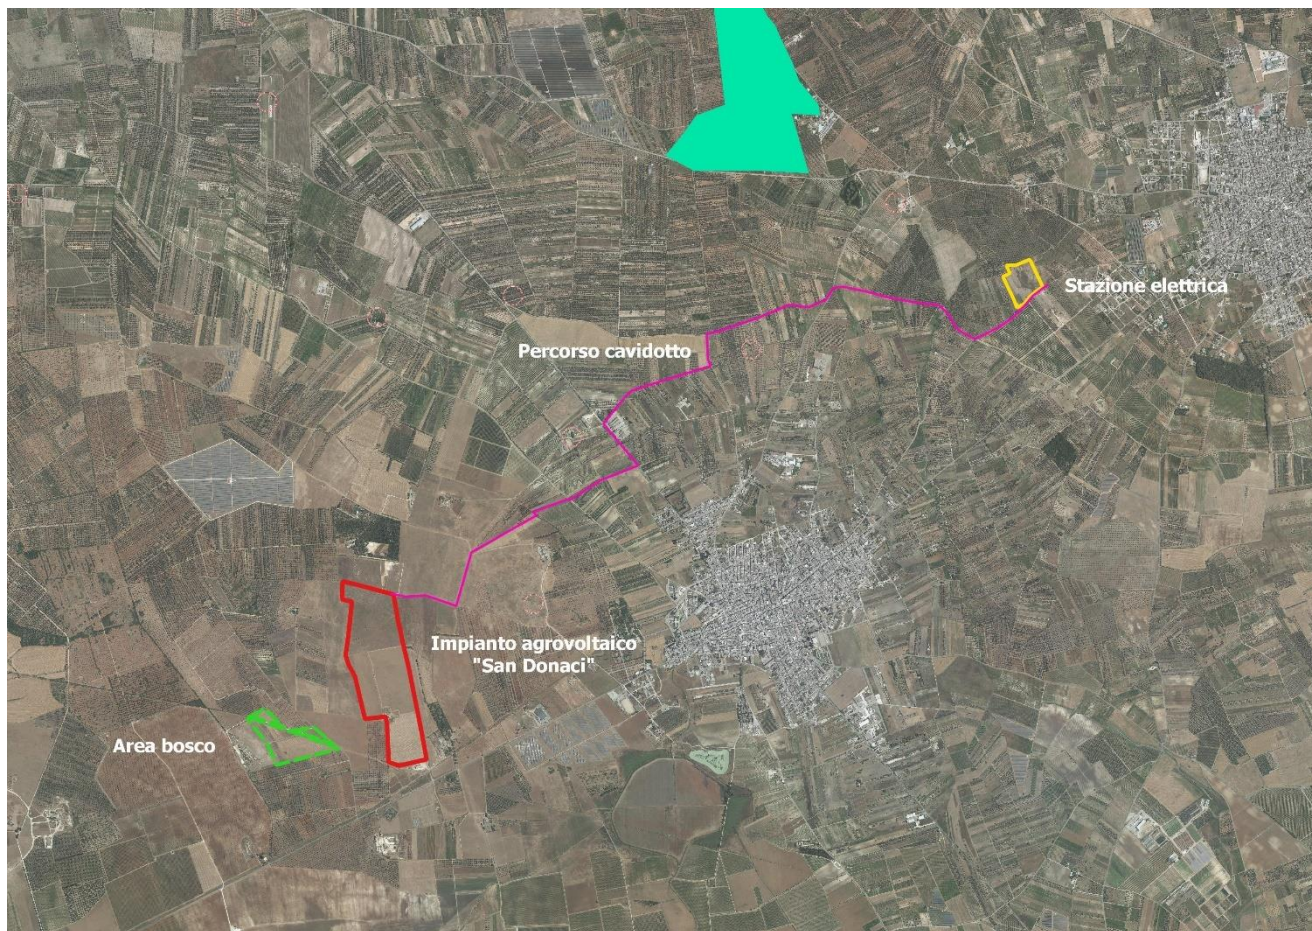 Stazione elettrica
Percorso cavidotto
Impianto agrovoltaico
"San Donaci"
Area bosco